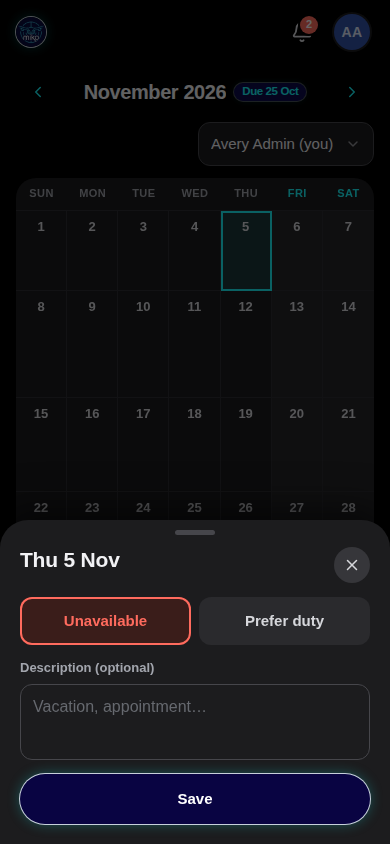 2
AA
November 2026 Due 25 Oct
Avery Admin (you)
SUN MON TUE WED THU FRI SAT
1 2 3 4 5 6 7
8 9 10 11 12 13 14
15 16 17 18 19 20 21
22 23 24 25 26 27 28
Thu 5 Nov
Unavailable Prefer duty
Description (optional)
Vacation, appointment…
Save